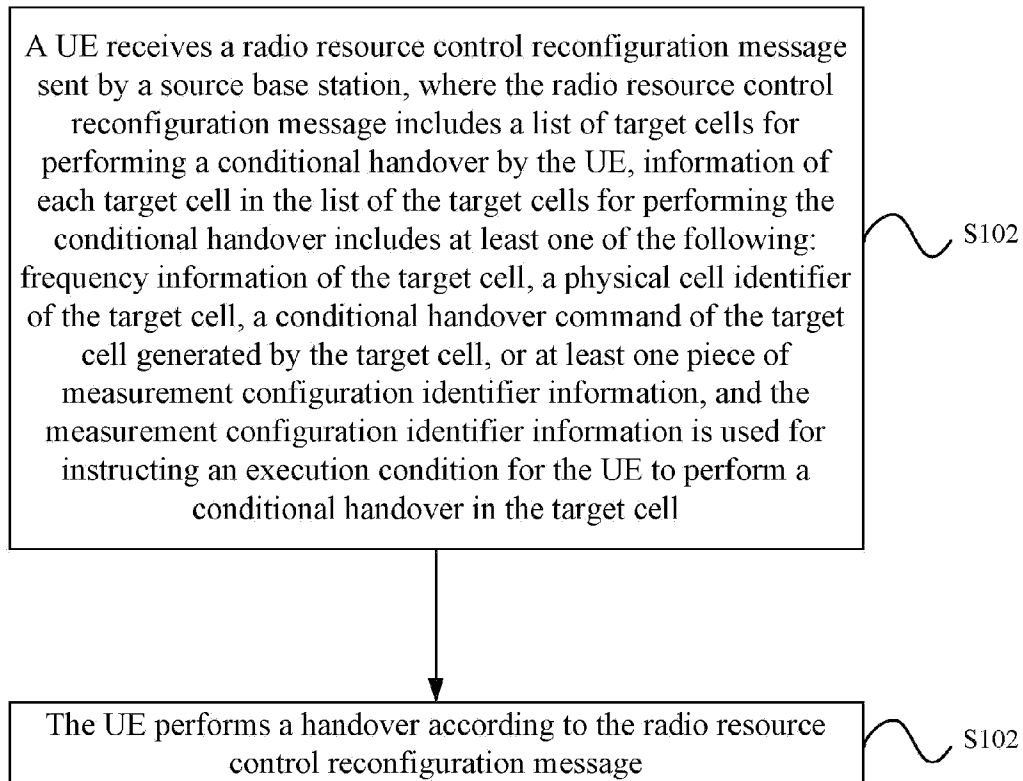 A UE receives a radio resource control reconfiguration message
sent by a source base station, where the radio resource control
reconfiguration message includes a list of target cells for
performing a conditional handover by the UE, information of
each target cell in the list of the target cells for performing the
conditional handover includes at least one of the following:
frequency information of the target cell, a physical cell identifier
of the target cell, a conditional handover command of the target
cell generated by the target cell, or at least one piece of
measurement configuration identifier information, and the
measurement configuration identifier information is used for
instructing an execution condition for the UE to perform a
conditional handover in the target cell
S102
The UE performs a handover according to the radio resource
control reconfiguration message
S102